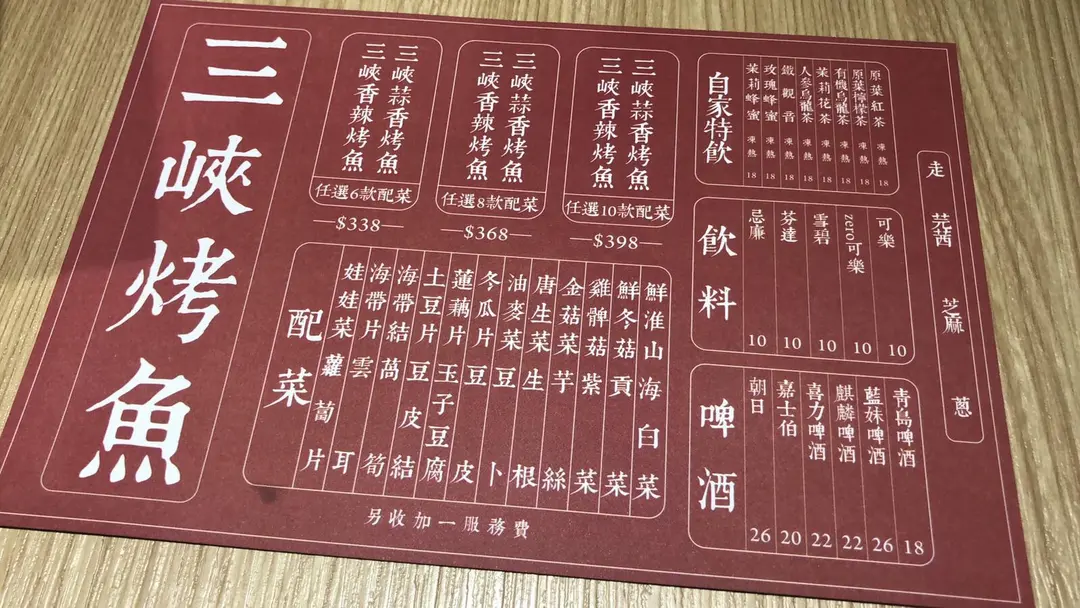 三峽烤魚
三峽蒜香烤魚
三峽香辣烤魚
任選6款配菜
$338
三峽蒜香烤魚
三峽香辣烤魚
任選8款配菜
$368
三峽蒜香烤魚
三峽香辣烤魚
任選10款配菜
$398
配菜
鮮淮山 海白菜
鮮冬菇 貢菜
雞髀菇 紫菜
金菇菜 芋絲
唐生菜 生根
油麥菜 豆卜
冬瓜片 豆皮
蓮藕片 玉子豆腐
土豆片 豆皮結
海帶結 萵筍
海帶片 雲耳
娃娃菜 蘿蔔片
另收加一服務費
自家特飲
原葉紅茶 凍熱 18
原葉檸檬茶 凍熱 18
有機烏龍茶 凍熱 18
茉莉花茶 凍熱 18
人參烏龍茶 凍熱 18
鐵觀音 凍熱 18
玫瑰蜂蜜 凍熱 18
茉莉蜂蜜 凍熱 18
飲料
可樂 10
zero可樂 10
雪碧 10
芬達 10
忌廉 10
啤酒
青島啤酒 18
藍妹啤酒 26
麒麟啤酒 22
喜力啤酒 22
嘉士伯 20
朝日 26
走 芫茜 芝麻 蔥